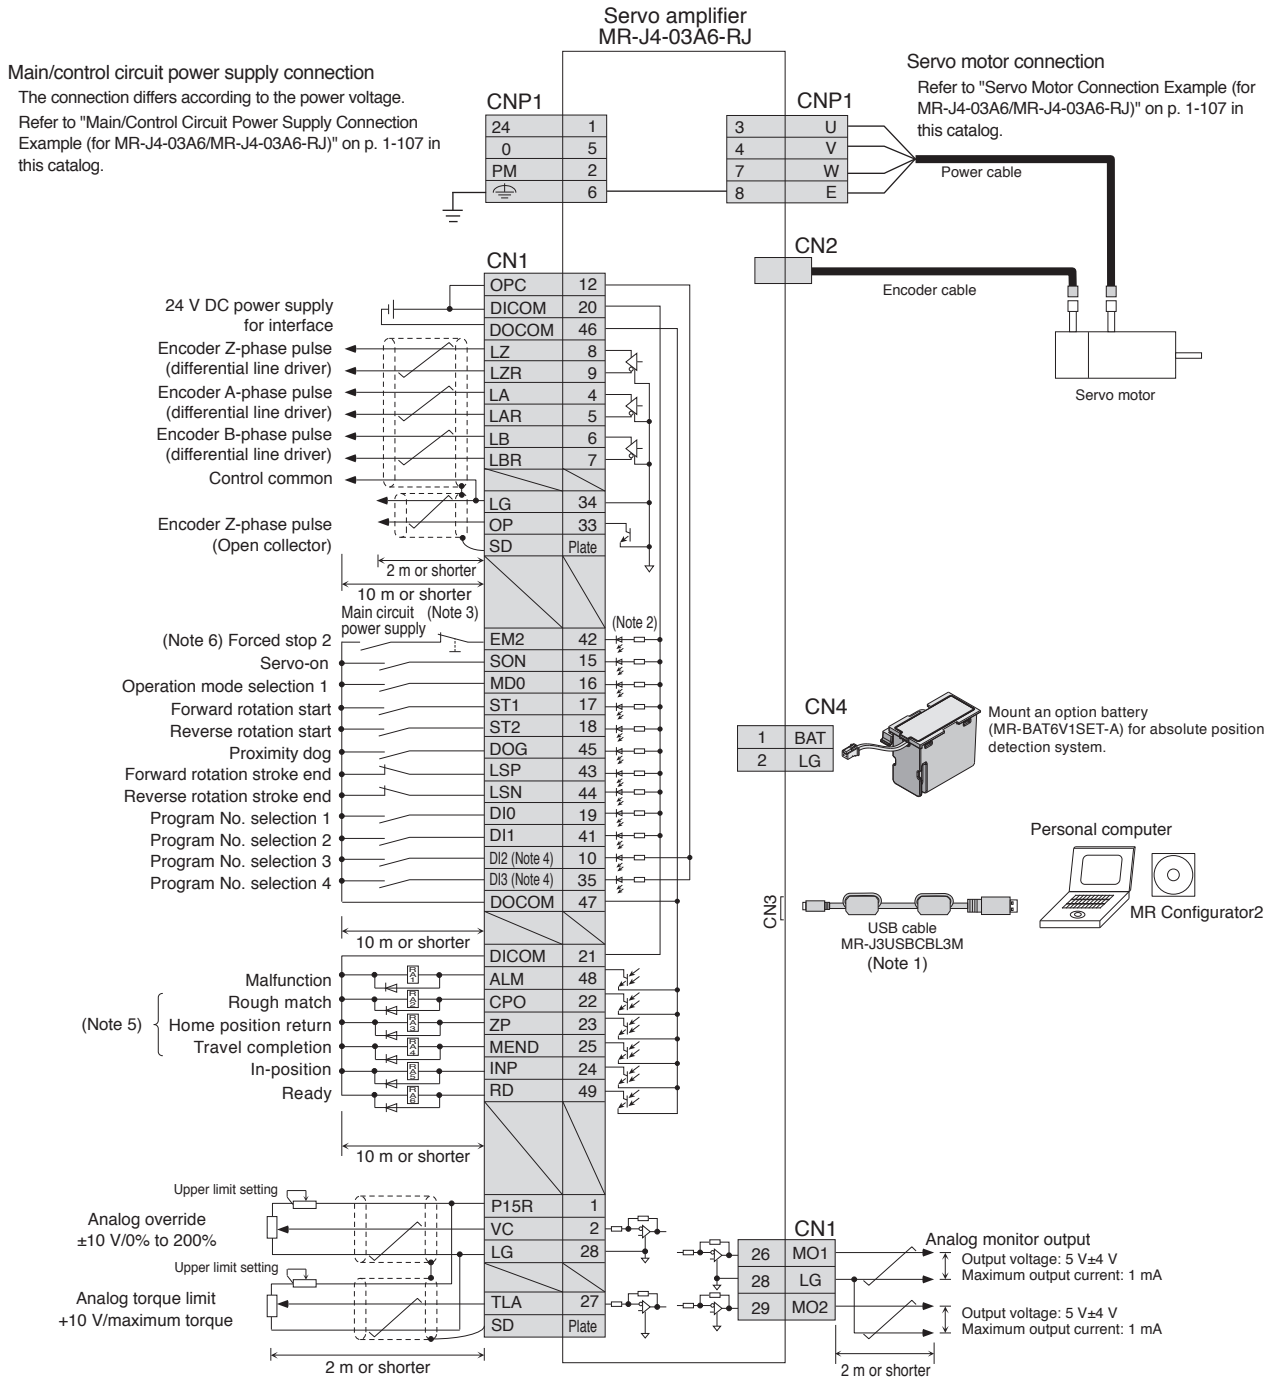 Servo amplifier
MR-J4-03A6-RJ
Main/control circuit power supply connection
The connection differs according to the power voltage.
Refer to "Main/Control Circuit Power Supply Connection
Example (for MR-J4-03A6/MR-J4-03A6-RJ)" on p. 1-107 in
this catalog.
Servo motor connection
Refer to "Servo Motor Connection Example (for
MR-J4-03A6/MR-J4-03A6-RJ)" on p. 1-107 in
this catalog.
CNP1
24 1
0 5
PM 2
6
CNP1
3 U
4 V
7 W
8 E
Power cable
CN2
Encoder cable
Servo motor
CN1
OPC 12
24 V DC power supply
for interface
DICOM 20
DOCOM 46
Encoder Z-phase pulse
(differential line driver)
LZ 8
LZR 9
Encoder A-phase pulse
(differential line driver)
LA 4
LAR 5
Encoder B-phase pulse
(differential line driver)
LB 6
LBR 7
Control common
LG 34
Encoder Z-phase pulse
(Open collector)
OP 33
SD Plate
2 m or shorter
10 m or shorter
Main circuit
power supply
(Note 3)
(Note 2)
(Note 6) Forced stop 2 EM2 42
Servo-on SON 15
Operation mode selection 1 MD0 16
Forward rotation start ST1 17
Reverse rotation start ST2 18
Proximity dog DOG 45
Forward rotation stroke end LSP 43
Reverse rotation stroke end LSN 44
Program No. selection 1 DI0 19
Program No. selection 2 DI1 41
Program No. selection 3 DI2 (Note 4) 10
Program No. selection 4 DI3 (Note 4) 35
DOCOM 47
10 m or shorter
DICOM 21
Malfunction RA1 ALM 48
(Note 5)
Rough match RA2 CPO 22
Home position return RA3 ZP 23
Travel completion RA4 MEND 25
In-position RA5 INP 24
Ready RA6 RD 49
10 m or shorter
Upper limit setting
P15R 1
Analog override
±10 V/0% to 200%
VC 2
LG 28
Upper limit setting
Analog torque limit
+10 V/maximum torque
TLA 27
SD Plate
2 m or shorter
CN4
1 BAT
2 LG
Mount an option battery
(MR-BAT6V1SET-A) for absolute position
detection system.
Personal computer
MR Configurator2
CN3
USB cable
MR-J3USBCBL3M
(Note 1)
CN1
26 MO1
28 LG
29 MO2
Analog monitor output
Output voltage: 5 V±4 V
Maximum output current: 1 mA
Output voltage: 5 V±4 V
Maximum output current: 1 mA
2 m or shorter